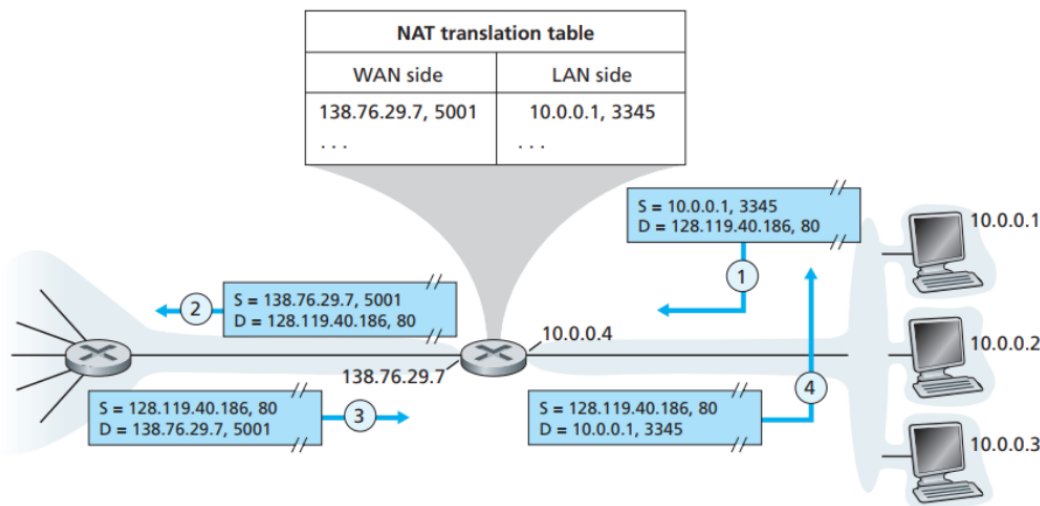 NAT translation table
WAN side
LAN side
138.76.29.7, 5001
10.0.0.1, 3345
. . .
. . .
S = 10.0.0.1, 3345
D = 128.119.40.186, 80
10.0.0.1
1
2
S = 138.76.29.7, 5001
D = 128.119.40.186, 80
10.0.0.4
10.0.0.2
138.76.29.7
S = 128.119.40.186, 80
D = 138.76.29.7, 5001
3
S = 128.119.40.186, 80
D = 10.0.0.1, 3345
4
10.0.0.3